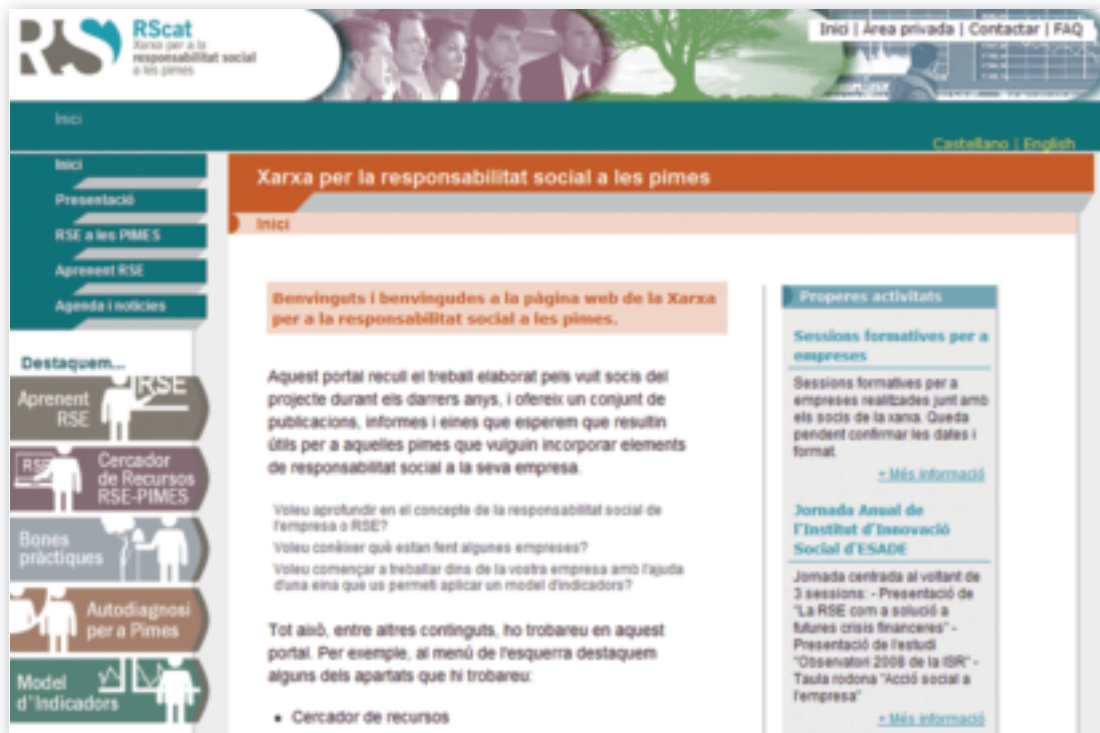 RS
RScat
Xarxa per a la
responsabilitat social
a les pimes
Inici | Àrea privada | Contactar | FAQ
Inici
Castellano | English
Inici
Presentació
RSE a les PIMES
Aprenent RSE
Agenda i notícies
Destaquem...
Aprenent
RSE
RSE
Cercador
de Recursos
RSE-PIMES
RSE
Bones
pràctiques
Autodiagnosi
per a Pimes
Model
d'Indicadors
Xarxa per la responsabilitat social a les pimes
Inici
Benvinguts i benvingudes a la pàgina web de la Xarxa
per a la responsabilitat social a les pimes.
Aquest portal recull el treball elaborat pels vuit socis del
projecte durant els darrers anys, i ofereix un conjunt de
publicacions, informes i eines que esperem que resultin
útils per a aquelles pimes que vulguin incorporar elements
de responsabilitat social a la seva empresa.
Voleu aprofundir en el concepte de la responsabilitat social de
l'empresa o RSE?
Voleu conèixer què estan fent algunes empreses?
Voleu començar a treballar dins de la vostra empresa amb l'ajuda
d'una eina que us permeti aplicar un model d'indicadors?
Tot això, entre altres continguts, ho trobareu en aquest
portal. Per exemple, al menú de l'esquerra destaquem
alguns dels apartats que hi trobareu:
• Cercador de recursos
Properes activitats
Sessions formatives per a
empreses
Sessions formatives per a
empreses realitzades junt amb
els socis de la xarxa. Queda
pendent confirmar les dates i
format.
+ Més informació
Jornada Anual de
l'Institut d'Innovació
Social d'ESADE
Jornada centrada al voltant de
3 sessions: - Presentació de
"La RSE com a solució a
futures crisis financeres" -
Presentació de l'estudi
"Observatori 2008 de la ISR" -
Taula rodona "Acció social a
l'empresa"
+ Més informació